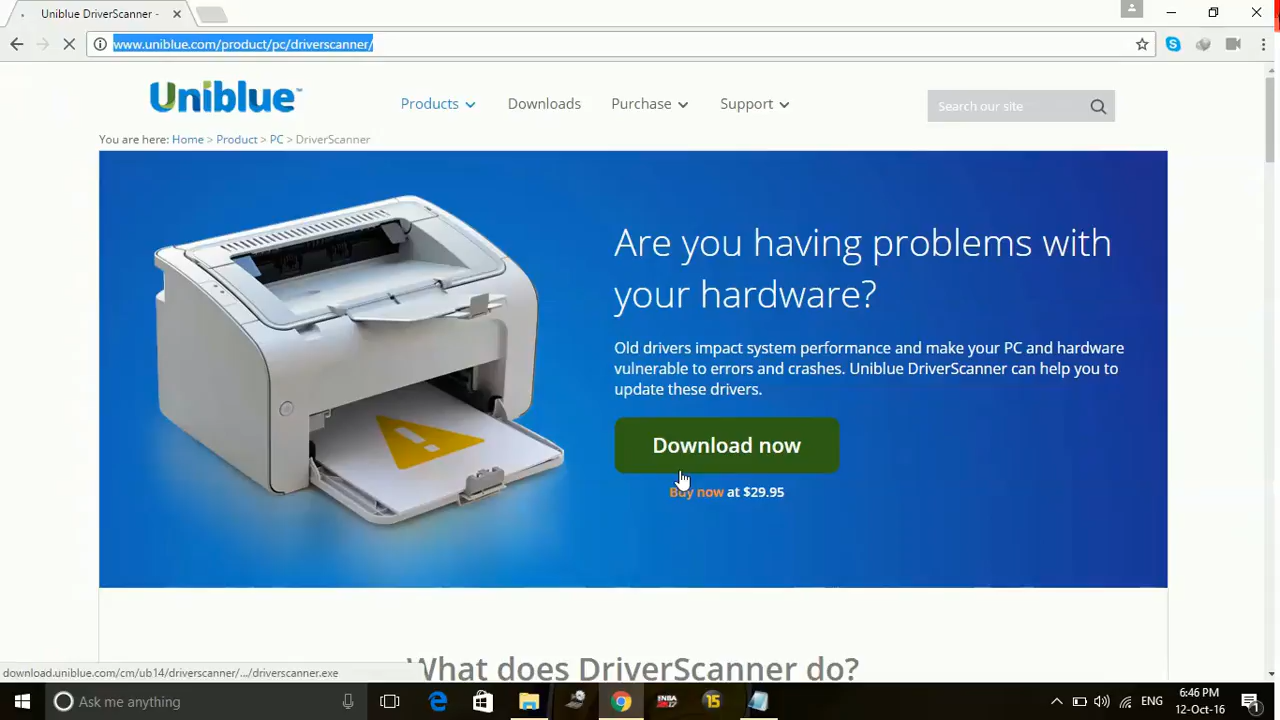 Uniblue DriverScanner -
www.uniblue.com/product/pc/driverscanner/
Uniblue™
Products
Downloads
Purchase
Support
Search our site
You are here: Home > Product > PC > DriverScanner
Are you having problems with
your hardware?
Old drivers impact system performance and make your PC and hardware
vulnerable to errors and crashes. Uniblue DriverScanner can help you to
update these drivers.
Download now
Buy now at $29.95
What does DriverScanner do?
download.uniblue.com/cm/ub14/driverscanner/.../driverscanner.exe
Ask me anything
15
ENG
6:46 PM
12-Oct-16
1